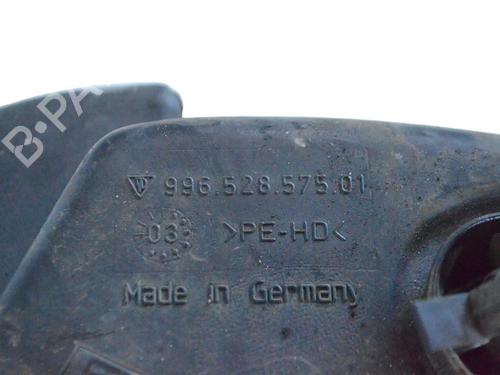 B-PA
996.528.575.01
03 >PE-HD<
Made in Germany